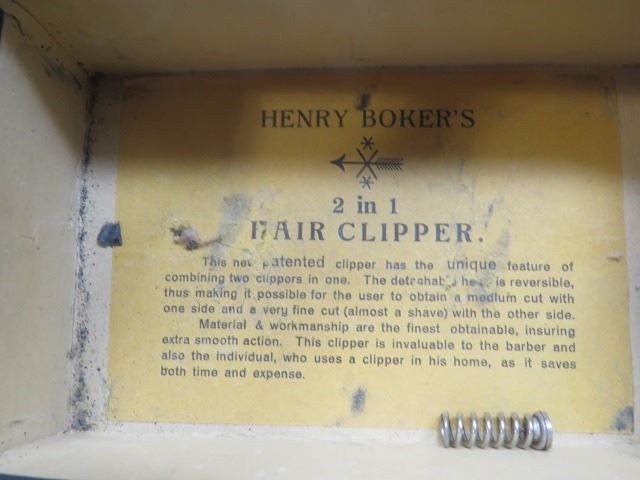 HENRY BOKER'S
2 in 1
HAIR CLIPPER.
This new patented clipper has the unique feature of
combining two clippers in one. The detachable head is reversible,
thus making it possible for the user to obtain a medium cut with
one side and a very fine cut (almost a shave) with the other side.
Material & workmanship are the finest obtainable, insuring
extra smooth action. This clipper is invaluable to the barber and
also the individual, who uses a clipper in his home, as it saves
both time and expense.